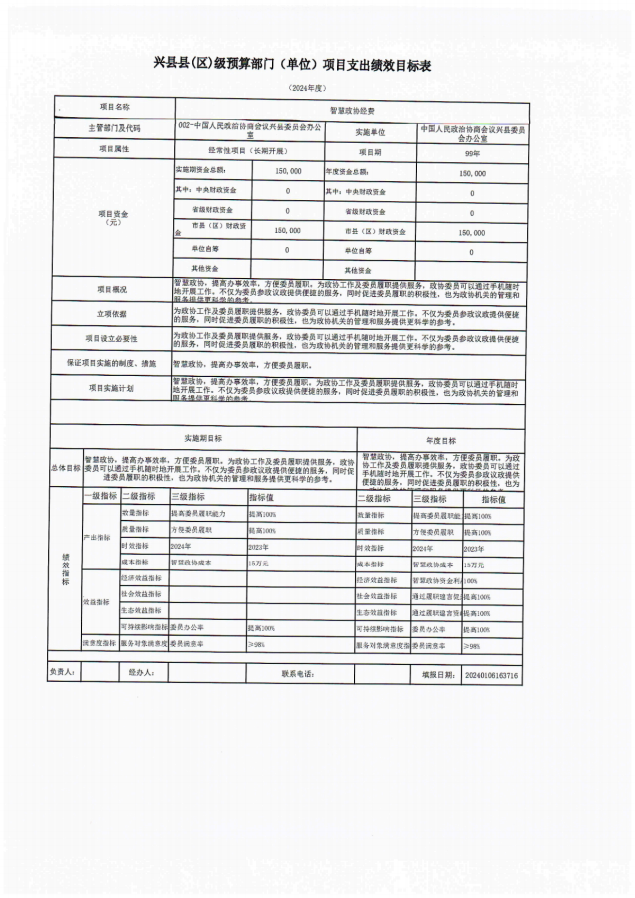 兴县县(区)级预算部门（单位）项目支出绩效目标表
（2024年度）
项目名称 智慧政协经费
主管部门及代码 002-中国人民政治协商会议兴县委员会办公室 实施单位 中国人民政治协商会议兴县委员会办公室
项目属性 经常性项目（长期开展） 项目期 99年
项目资金（元） 实施期资金总额： 150,000 年度资金总额： 150,000
其中：中央财政资金 0 其中：中央财政资金 0
省级财政资金 0 省级财政资金 0
市县（区）财政资金 150,000 市县（区）财政资金 150,000
单位自筹 0 单位自筹 0
其他资金 其他资金
项目概况 智慧政协，提高办事效率，方便委员履职。为政协工作及委员履职提供服务，政协委员可以通过手机随时
地开展工作。不仅为委员参政议政提供便捷的服务，同时促进委员履职的积极性，也为政协机关的管理和
服务提供更科学的参考。
立项依据 为政协工作及委员履职提供服务，政协委员可以通过手机随时地开展工作。不仅为委员参政议政提供便捷
的服务，同时促进委员履职的积极性，也为政协机关的管理和服务提供更科学的参考。
项目设立必要性 为政协工作及委员履职提供服务，政协委员可以通过手机随时地开展工作。不仅为委员参政议政提供便捷
的服务，同时促进委员履职的积极性，也为政协机关的管理和服务提供更科学的参考。
保证项目实施的制度、措施 智慧政协，提高办事效率，方便委员履职。
项目实施计划 智慧政协，提高办事效率，方便委员履职。为政协工作及委员履职提供服务，政协委员可以通过手机随时
地开展工作。不仅为委员参政议政提供便捷的服务，同时促进委员履职的积极性，也为政协机关的管理和
服务提供更科学的参考。
实施期目标 年度目标
总体目标 智慧政协，提高办事效率，方便委员履职。为政协工作及委员履职提供服务，政协
委员可以通过手机随时地开展工作。不仅为委员参政议政提供便捷的服务，同时促
进委员履职的积极性，也为政协机关的管理和服务提供更科学的参考。
智慧政协，提高办事效率，方便委员履职。为政
协工作及委员履职提供服务，政协委员可以通过
手机随时地开展工作。不仅为委员参政议政提供
便捷的服务，同时促进委员履职的积极性，也为
绩效指标 一级指标 二级指标 三级指标 指标值 二级指标 三级指标 指标值
产出指标 数量指标 提高委员履职能力 提高100% 数量指标 提高委员履职能 提高100%
质量指标 方便委员履职 提高100% 质量指标 方便委员履职 提高100%
时效指标 2024年 2023年 时效指标 2024年 2023年
成本指标 智慧政协成本 15万元 成本指标 智慧政协成本 15万元
效益指标 经济效益指标 经济效益指标 智慧政协资金利 100%
社会效益指标 社会效益指标 通过履职建言促 提高100%
生态效益指标 生态效益指标 通过履职建言资 提高100%
可持续影响指标 委员办公率 提高100% 可持续影响指标 委员办公率 提高100%
满意度指标 服务对象满意度 委员满意率 ≥98% 服务对象满意度指 委员满意率 ≥98%
负责人： 经办人： 联系电话： 填报日期： 20240106163716